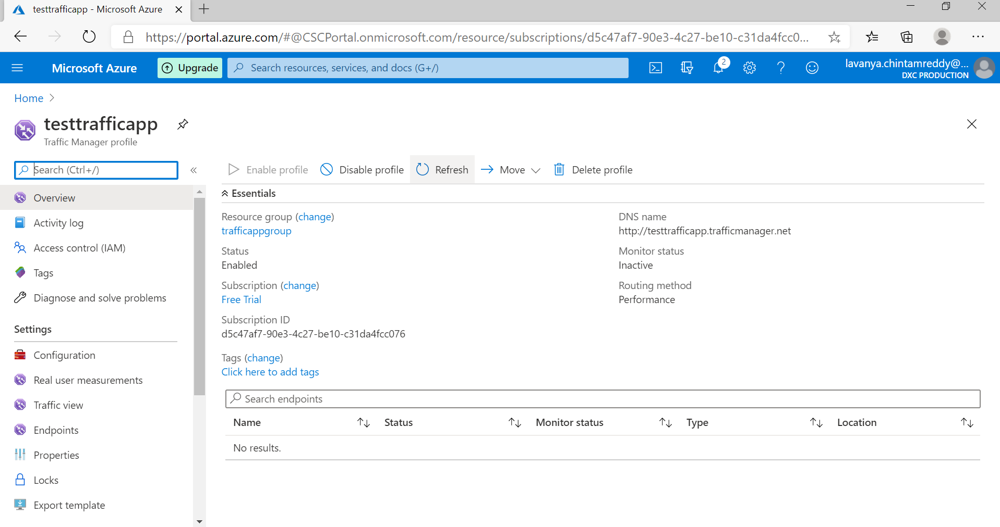 testtrafficapp - Microsoft Azure
https://portal.azure.com/#@CSCPortal.onmicrosoft.com/resource/subscriptions/d5c47af7-90e3-4c27-be10-c31da4fcc0...
Microsoft Azure
Upgrade
Search resources, services, and docs (G+/)
2
lavanya.chintamreddy@...
DXC PRODUCTION
Home
testtrafficapp
Traffic Manager profile
Search (Ctrl+/)
Overview
Activity log
Access control (IAM)
Tags
Diagnose and solve problems
Settings
Configuration
Real user measurements
Traffic view
Endpoints
Properties
Locks
Export template
Enable profile
Disable profile
Refresh
Move
Delete profile
Essentials
Resource group (change)
trafficappgroup
Status
Enabled
Subscription (change)
Free Trial
Subscription ID
d5c47af7-90e3-4c27-be10-c31da4fcc076
Tags (change)
Click here to add tags
DNS name
http://testtrafficapp.trafficmanager.net
Monitor status
Inactive
Routing method
Performance
Search endpoints
Name Status Monitor status Type Location
No results.